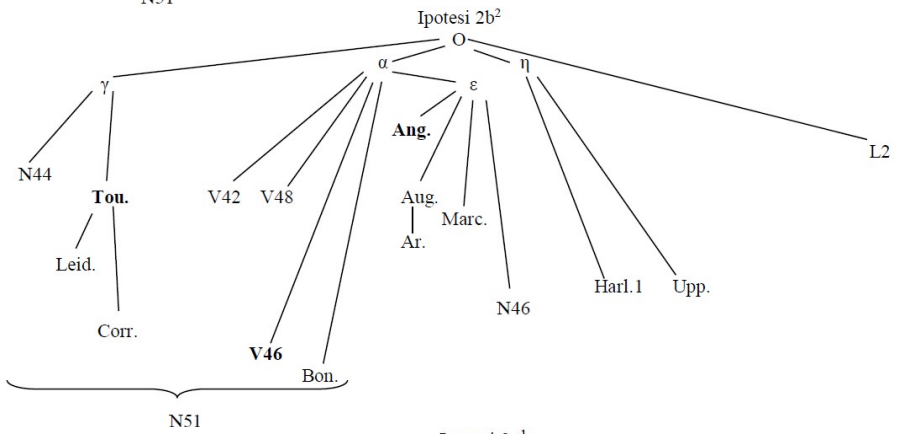 N51
Ipotesi 2b²
O
γ α ε η
Ang.
L2
N44
Tou. V42 V48 Aug. Marc.
Ar.
Leid.
Harl.1 Upp.
N46
Corr.
V46
Bon.
N51